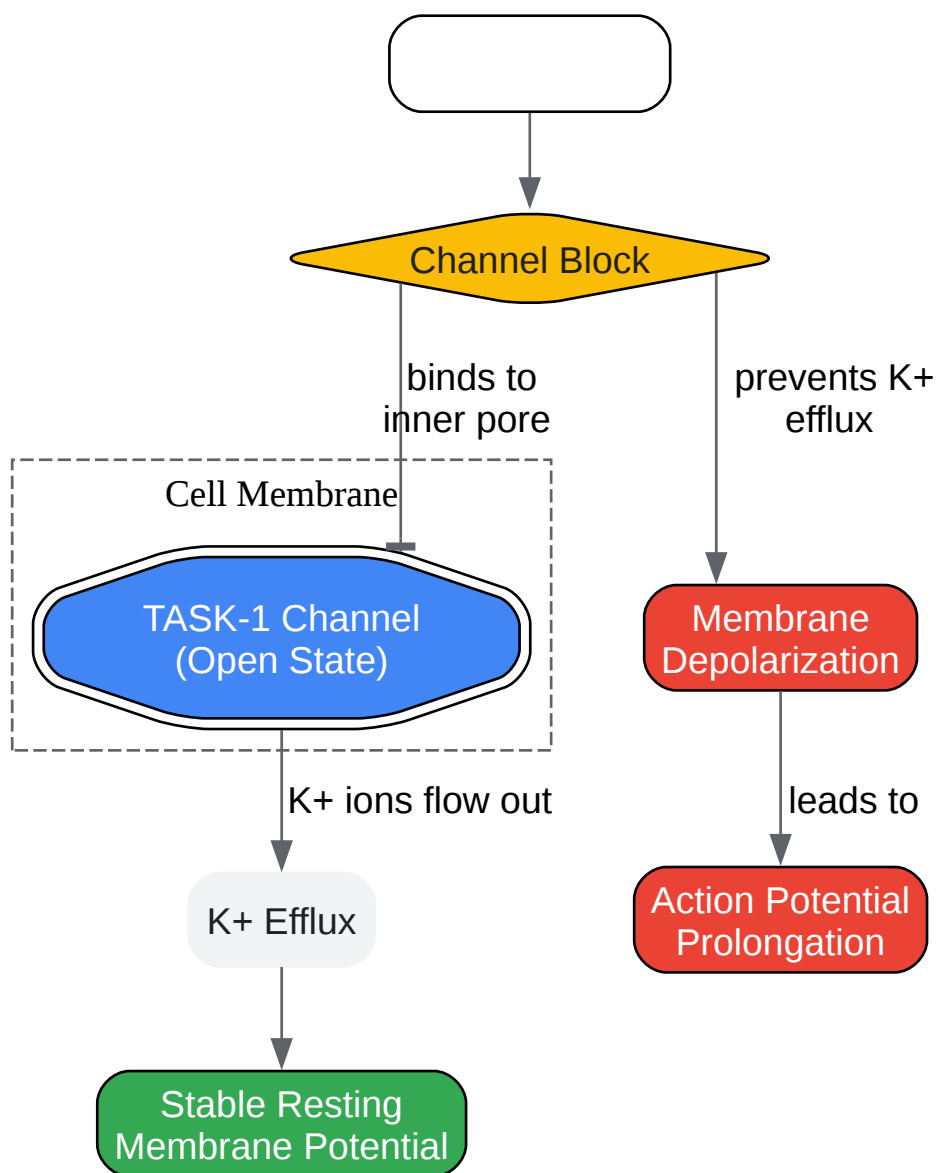 Channel Block
binds to
inner pore
prevents K+
efflux
Cell Membrane
TASK-1 Channel
(Open State)
Membrane
Depolarization
K+ ions flow out
leads to
K+ Efflux
Action Potential
Prolongation
Stable Resting
Membrane Potential